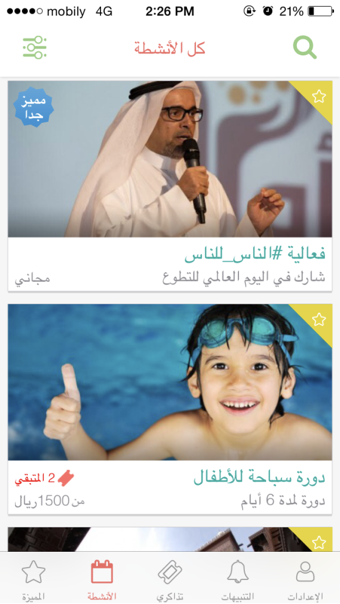 mobily 4G 2:26 PM 21%
كل الأنشطة
مميز
جدا
فعالية #الناس_للناس
شارك في اليوم العالمي للتطوع
مجاني
دورة سباحة للأطفال
2 المتبقي
دورة لمدة 6 أيام
من 1500ريال
الإعدادات
التنبيهات
تذاكري
الأنشطة
المميزة